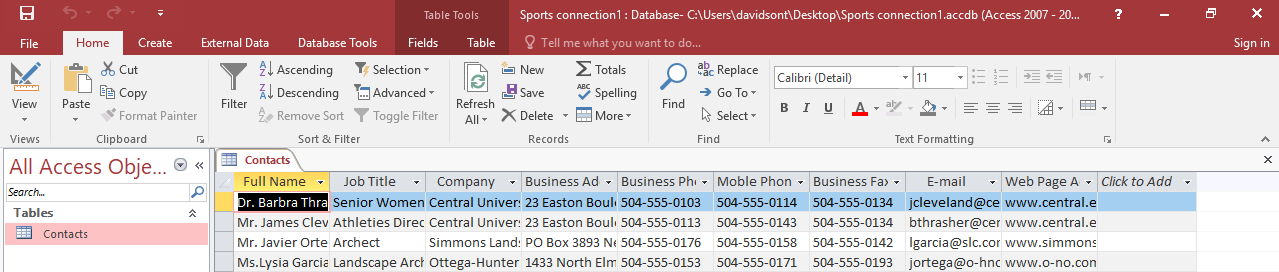 Table Tools
Sports connection1 : Database- C:\Users\davidsont\Desktop\Sports connection1.accdb (Access 2007 - 20...
File Home Create External Data Database Tools Fields Table Tell me what you want to do... Sign in
View
Views
Paste
Cut
Copy
Format Painter
Clipboard
Filter
Ascending
Descending
Remove Sort
Selection
Advanced
Toggle Filter
Sort & Filter
Refresh
All
New
Save
Delete
Totals
Spelling
More
Records
Find
Replace
Go To
Select
Find
Calibri (Detail) 11
B I U A
Text Formatting
All Access Obje...
Search...
Tables
Contacts
Contacts
Full Name Job Title Company Business Ad Business Pho Moble Phon Business Fax E-mail Web Page A Click to Add
Dr. Barbra Thra Senior Women Central Univers 23 Easton Boule 504-555-0103 504-555-0114 504-555-0134 jcleveland@ce www.central.e
Mr. James Clev Athleties Direc Central Univers 23 Easton Boule 504-555-0113 504-555-0143 504-555-0134 bthrasher@cen www.central.e
Mr. Javier Orte Archect Simmons Lands PO Box 3893 Ne 504-555-0176 504-555-0158 504-555-0142 lgarcia@slc.com www.simmons
Ms.Lysia Garcia Landscape Arch Ottega-Hunter 1433 North Elm 504-555-0153 504-555-0171 504-555-0193 jortega@o-hnc www.o-no.com